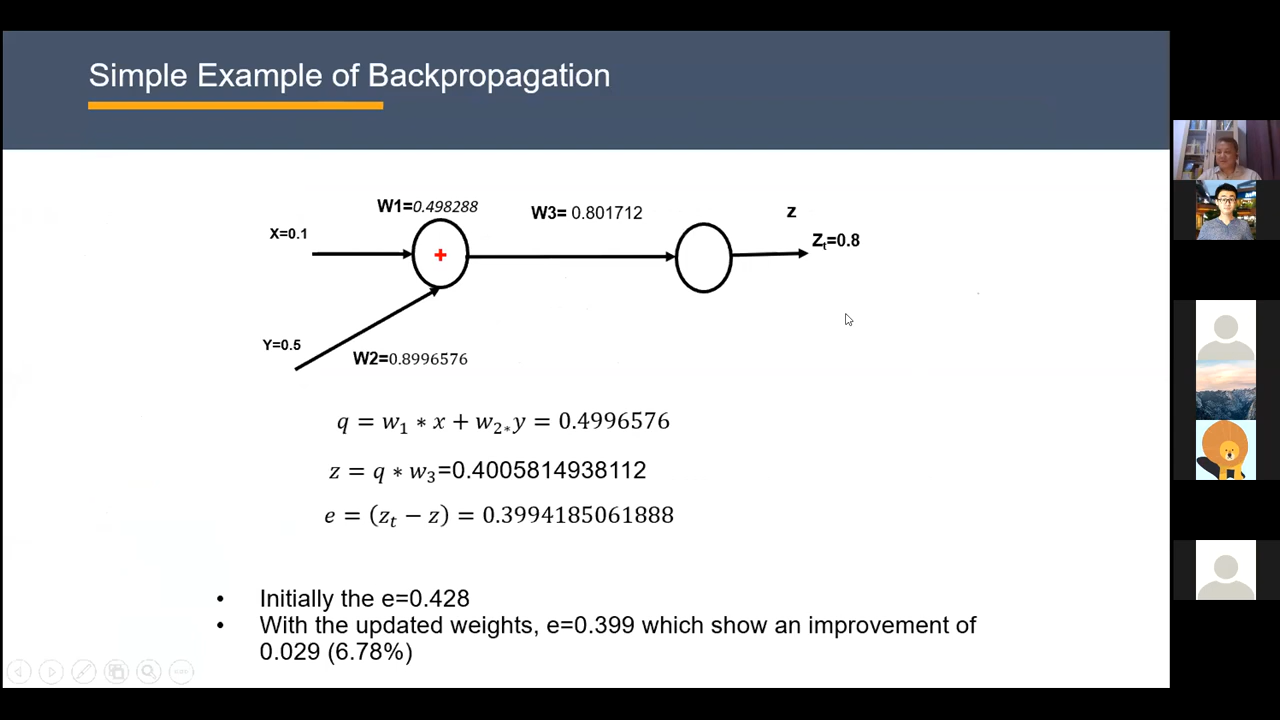 Simple Example of Backpropagation
W1=0.498288
W3= 0.801712
z
X=0.1
+
Zt=0.8
Y=0.5
W2=0.8996576
q = w1 ∗ x + w2∗y = 0.4996576
z = q ∗ w3=0.4005814938112
e = (zt − z) = 0.3994185061888
• Initially the e=0.428
• With the updated weights, e=0.399 which show an improvement of
0.029 (6.78%)